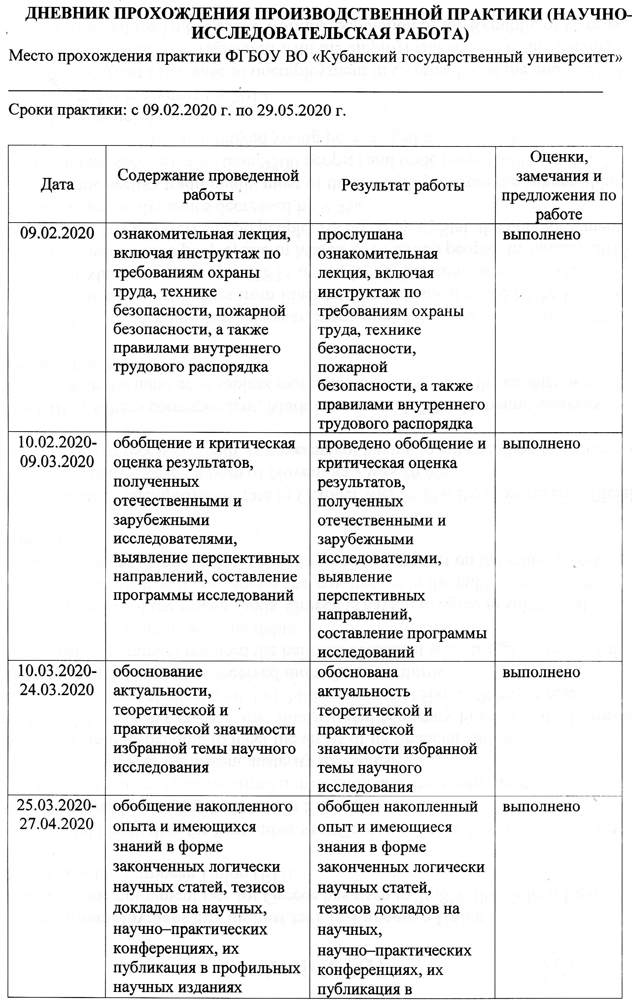 ДНЕВНИК ПРОХОЖДЕНИЯ ПРОИЗВОДСТВЕННОЙ ПРАКТИКИ (НАУЧНО-
ИССЛЕДОВАТЕЛЬСКАЯ РАБОТА)
Место прохождения практики ФГБОУ ВО «Кубанский государственный университет»
Сроки практики: с 09.02.2020 г. по 29.05.2020 г.
Дата
Содержание проведенной
работы
Результат работы
Оценки,
замечания и
предложения по
работе
09.02.2020
ознакомительная лекция,
включая инструктаж по
требованиям охраны
труда, технике
безопасности, пожарной
безопасности, а также
правилами внутреннего
трудового распорядка
прослушана
ознакомительная
лекция, включая
инструктаж по
требованиям охраны
труда, технике
безопасности,
пожарной
безопасности, а также
правилами внутреннего
трудового распорядка
выполнено
10.02.2020-
09.03.2020
обобщение и критическая
оценка результатов,
полученных
отечественными и
зарубежными
исследователями,
выявление перспективных
направлений, составление
программы исследований
проведено обобщение и
критическая оценка
результатов,
полученных
отечественными и
зарубежными
исследователями,
выявление
перспективных
направлений,
составление программы
исследований
выполнено
10.03.2020-
24.03.2020
обоснование
актуальности,
теоретической и
практической значимости
избранной темы научного
исследования
обоснована
актуальность
теоретической и
практической
значимости избранной
темы научного
исследования
выполнено
25.03.2020-
27.04.2020
обобщение накопленного
опыта и имеющихся
знаний в форме
законченных логически
научных статей, тезисов
докладов на научных,
научно–практических
конференциях, их
публикация в профильных
научных изданиях
обобщен накопленный
опыт и имеющиеся
знания в форме
законченных логически
научных статей,
тезисов докладов на
научных,
научно–практических
конференциях, их
публикация в
выполнено